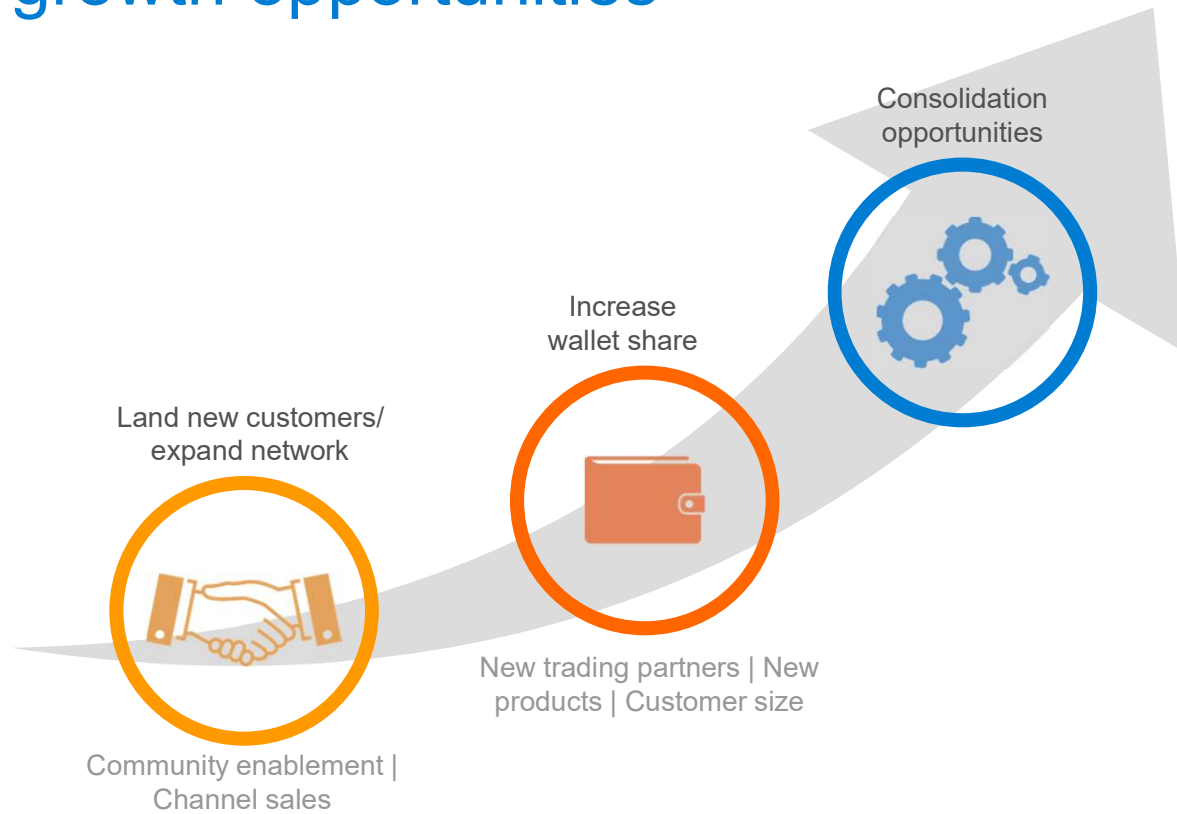 growth opportunities
Consolidation
opportunities
Increase
wallet share
Land new customers/
expand network
New trading partners | New
products | Customer size
Community enablement |
Channel sales